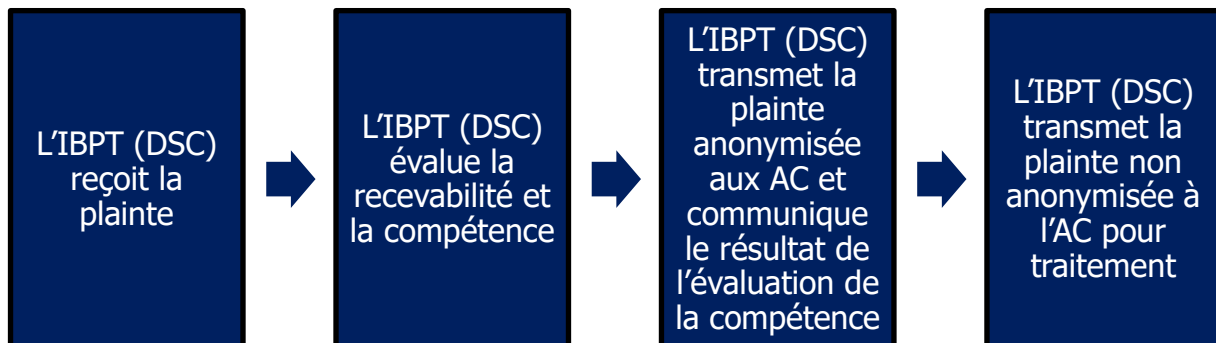 L’IBPT (DSC)
reçoit la
plainte
L’IBPT (DSC)
évalue la
recevabilité et
la compétence
L’IBPT (DSC)
transmet la
plainte
anonymisée
aux AC et
communique
le résultat de
l’évaluation de
la compétence
L’IBPT (DSC)
transmet la
plainte non
anonymisée à
l’AC pour
traitement